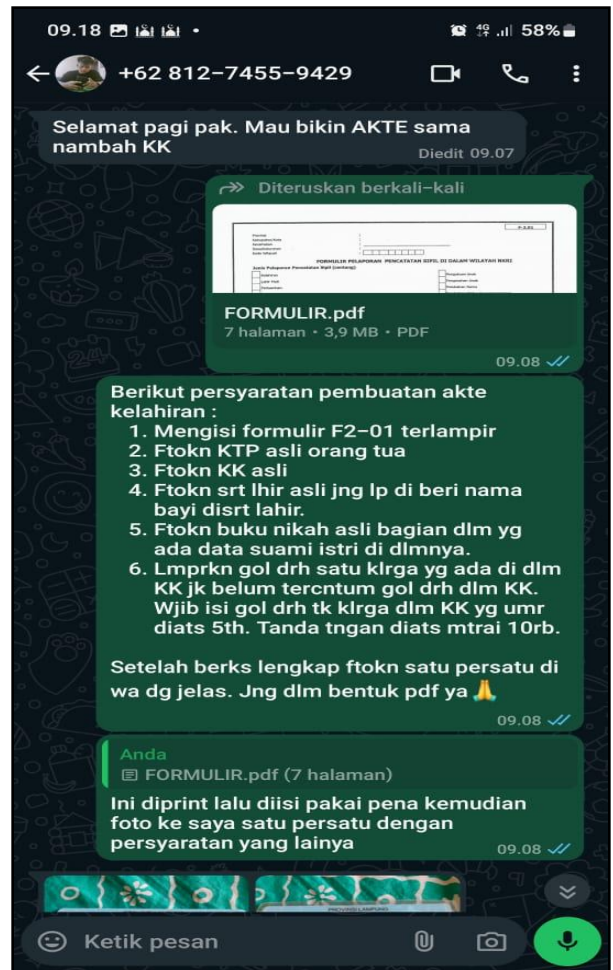 09.18
4G
58%
+62 812-7455-9429
Selamat pagi pak. Mau bikin AKTE sama
nambah KK
Diedit 09.07
Diteruskan berkali-kali
F-2.01
FORMULIR PELAPORAN PENCATATAN SIPIL DI DALAM WILAYAH NKRI
FORMULIR.pdf
7 halaman • 3,9 MB • PDF
09.08
Berikut persyaratan pembuatan akte
kelahiran :
1. Mengisi formulir F2-01 terlampir
2. Ftokn KTP asli orang tua
3. Ftokn KK asli
4. Ftokn srt lhir asli jng lp di beri nama
bayi disrt lahir.
5. Ftokn buku nikah asli bagian dlm yg
ada data suami istri di dlmnya.
6. Lmprkn gol drh satu klrga yg ada di dlm
KK jk belum tercntum gol drh dlm KK.
Wjib isi gol drh tk klrga dlm KK yg umr
diats 5th. Tanda tngan diats mtrai 10rb.
Setelah berks lengkap ftokn satu persatu di
wa dg jelas. Jng dlm bentuk pdf ya 🙏
09.08
Anda
FORMULIR.pdf (7 halaman)
Ini diprint lalu diisi pakai pena kemudian
foto ke saya satu persatu dengan
persyaratan yang lainya
09.08
PROVINSI LAMPUNG
Ketik pesan